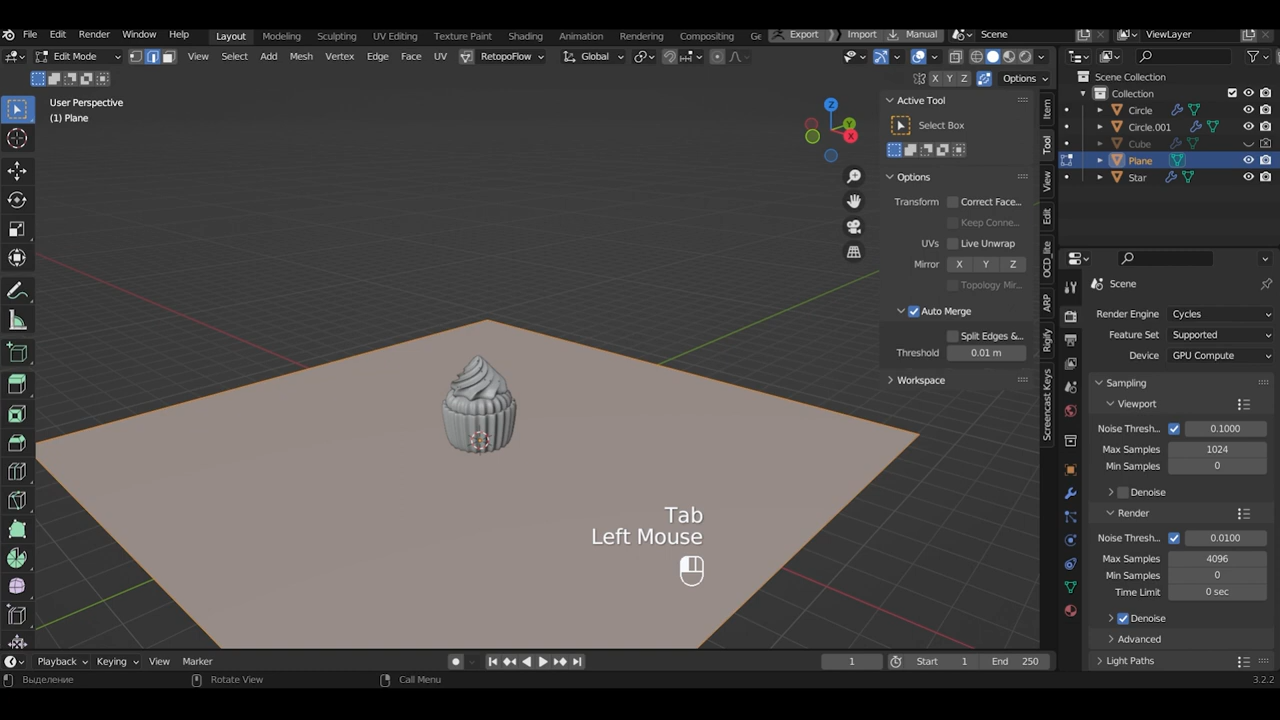 File Edit Render Window Help Layout Modeling Sculpting UV Editing Texture Paint Shading Animation Rendering Compositing Ge Export Import Manual Scene ViewLayer
Edit Mode View Select Add Mesh Vertex Edge Face UV RetopoFlow Global
X Y Z Options
User Perspective
(1) Plane
Z Y X
Active Tool
Select Box
Options
Transform Correct Face...
Keep Conne...
UVs Live Unwrap
Mirror X Y Z
Topology Mir...
Auto Merge
Split Edges &...
Threshold 0.01 m
Workspace
Item
Tool
View
Edit
OCD_lite
ARP
Rigify
Screencast Keys
Scene Collection
Collection
Circle
Circle.001
Cube
Plane
Star
Scene
Render Engine Cycles
Feature Set Supported
Device GPU Compute
Sampling
Viewport
Noise Thresh... 0.1000
Max Samples 1024
Min Samples 0
Denoise
Render
Noise Thresh... 0.0100
Max Samples 4096
Min Samples 0
Time Limit 0 sec
Denoise
Advanced
Light Paths
Tab
Left Mouse
Playback Keying View Marker 1 Start 1 End 250
Выделение Rotate View Call Menu 3.2.2